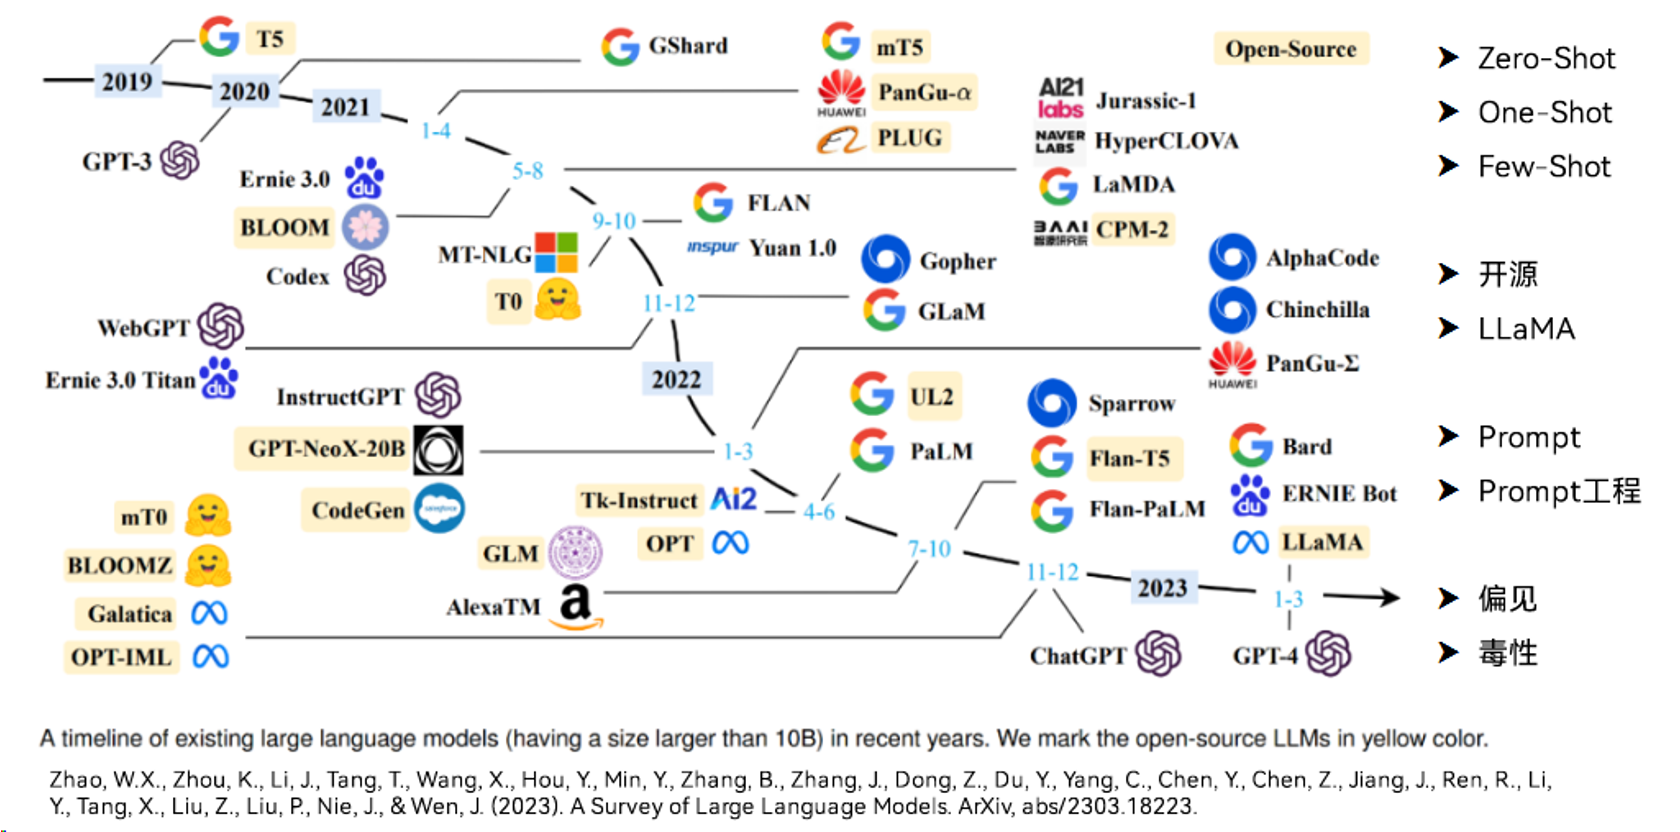 T5
GShard
mT5
Open-Source
2019
2020
2021
HUAWEI
PanGu-α
AI21 labs
Jurassic-1
1-4
PLUG
NAVER LABS
HyperCLOVA
GPT-3
5-8
LaMDA
Ernie 3.0
du
BAAI
智源研究院
CPM-2
BLOOM
9-10
FLAN
Codex
MT-NLG
inspur
Yuan 1.0
Gopher
AlphaCode
T0
11-12
GLaM
Chinchilla
WebGPT
HUAWEI
PanGu-Σ
Ernie 3.0 Titan
du
2022
InstructGPT
UL2
Sparrow
GPT-NeoX-20B
1-3
PaLM
Flan-T5
Bard
CodeGen
salesforce
Tk-Instruct
Ai2
4-6
Flan-PaLM
du
ERNIE Bot
mT0
OPT
LLaMA
BLOOMZ
GLM
7-10
11-12
2023
1-3
Galatica
AlexaTM
a
OPT-IML
ChatGPT
GPT-4
Zero-Shot
One-Shot
Few-Shot
开源
LLaMA
Prompt
Prompt工程
偏见
毒性
A timeline of existing large language models (having a size larger than 10B) in recent years. We mark the open-source LLMs in yellow color.
Zhao, W.X., Zhou, K., Li, J., Tang, T., Wang, X., Hou, Y., Min, Y., Zhang, B., Zhang, J., Dong, Z., Du, Y., Yang, C., Chen, Y., Chen, Z., Jiang, J., Ren, R., Li,
Y., Tang, X., Liu, Z., Liu, P., Nie, J., & Wen, J. (2023). A Survey of Large Language Models. ArXiv, abs/2303.18223.